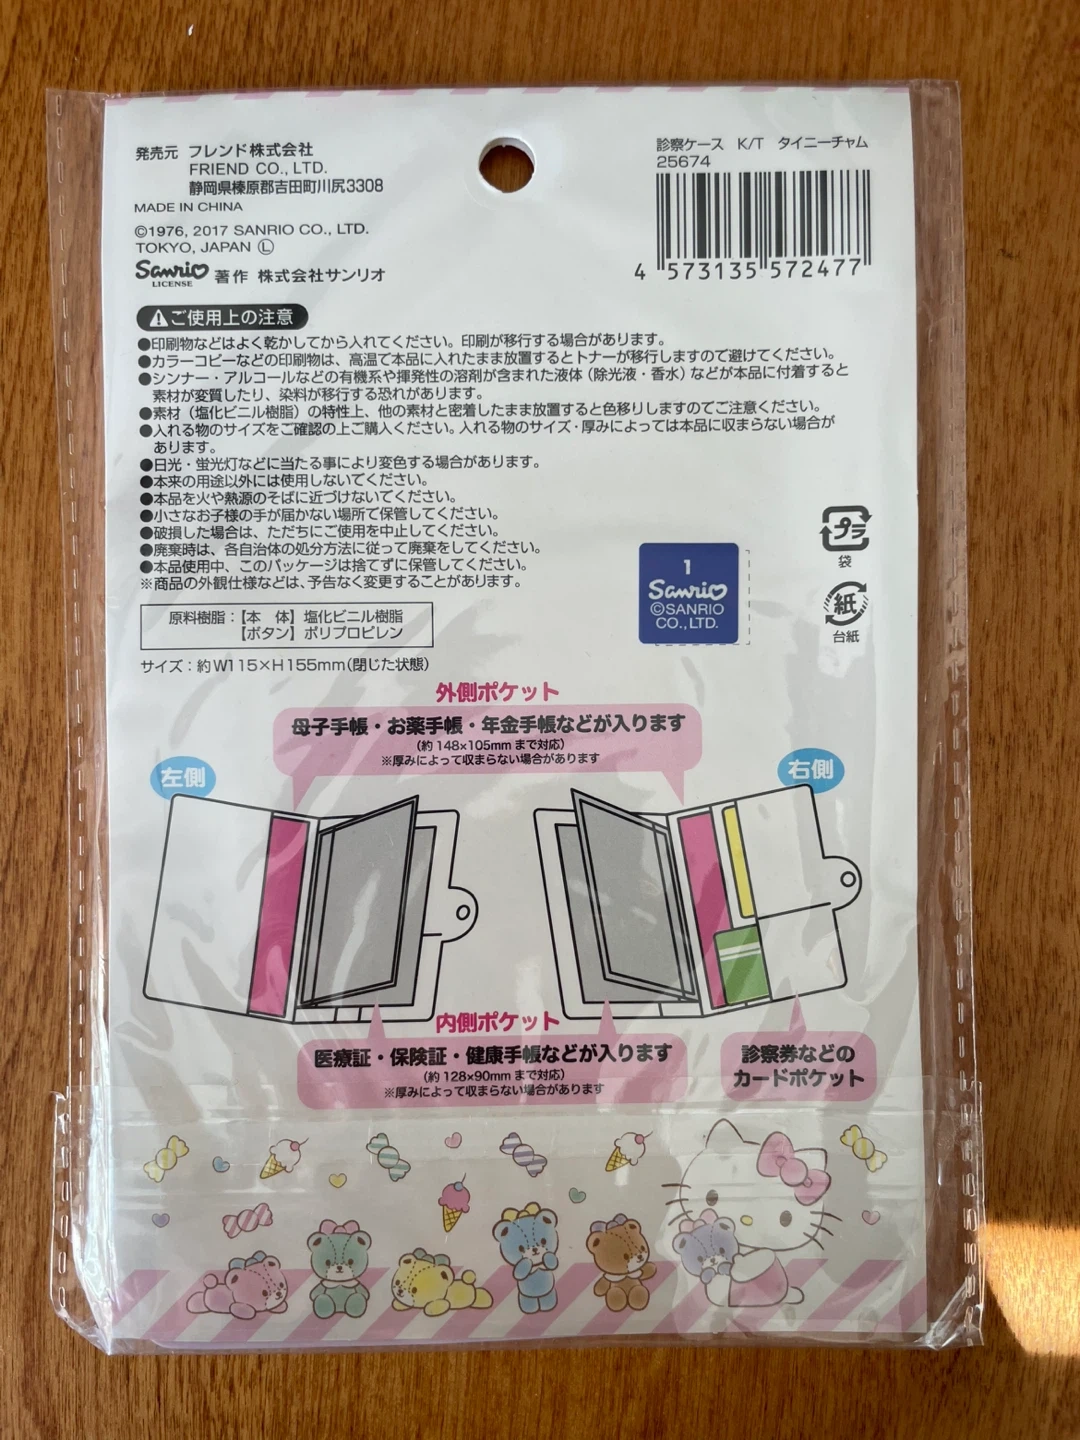 発売元 フレンド株式会社
FRIEND CO., LTD.
静岡県榛原郡吉田町川尻3308
MADE IN CHINA
©1976, 2017 SANRIO CO., LTD.
TOKYO, JAPAN Ⓛ
Sanrio 著作 株式会社サンリオ
LICENSE
診察ケース K/T タイニーチャム
25674
4 573135 572477
⚠ご使用上の注意
●印刷物などはよく乾かしてから入れてください。印刷が移行する場合があります。
●カラーコピーなどの印刷物は、高温で本品に入れたまま放置するとトナーが移行しますので避けてください。
●シンナー・アルコールなどの有機系や揮発性の溶剤が含まれた液体（除光液・香水）などが本品に付着すると
素材が変質したり、染料が移行する恐れがあります。
●素材（塩化ビニル樹脂）の特性上、他の素材と密着したまま放置すると色移りしますのでご注意ください。
●入れる物のサイズをご確認の上ご購入ください。入れる物のサイズ・厚みによっては本品に収まらない場合が
あります。
●日光・蛍光灯などに当たる事により変色する場合があります。
●本来の用途以外には使用しないでください。
●本品を火や熱源のそばに近づけないでください。
●小さなお子様の手が届かない場所で保管してください。
●破損した場合は、ただちにご使用を中止してください。
●廃棄時は、各自治体の処分方法に従って廃棄をしてください。
●本品使用中、このパッケージは捨てずに保管してください。
※商品の外観仕様などは、予告なく変更することがあります。
プラ
袋
紙
台紙
1
Sanrio
©SANRIO
CO., LTD.
原料樹脂：【本　体】塩化ビニル樹脂
【ボタン】ポリプロピレン
サイズ：約W115×H155mm（閉じた状態）
外側ポケット
母子手帳・お薬手帳・年金手帳などが入ります
（約 148×105mm まで対応）
※厚みによって収まらない場合があります
左側
右側
内側ポケット
医療証・保険証・健康手帳などが入ります
（約 128×90mm まで対応）
※厚みによって収まらない場合があります
診察券などの
カードポケット